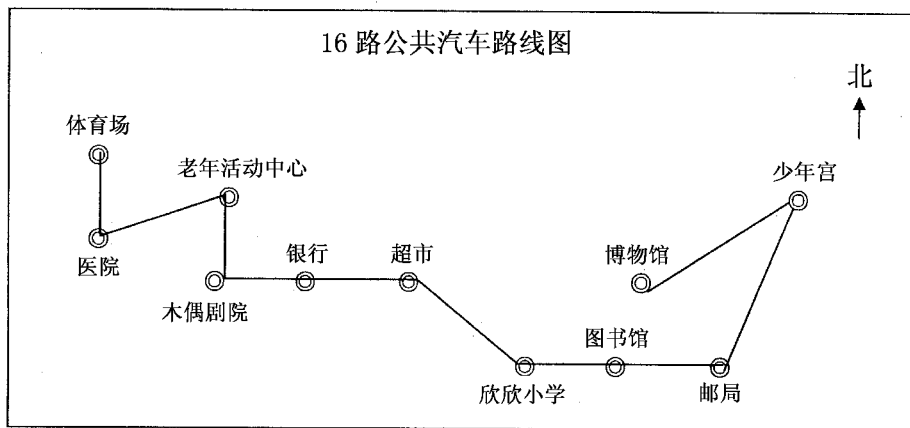 16 路公共汽车路线图
北
体育场
老年活动中心
少年宫
医院
银行
超市
博物馆
木偶剧院
图书馆
欣欣小学
邮局